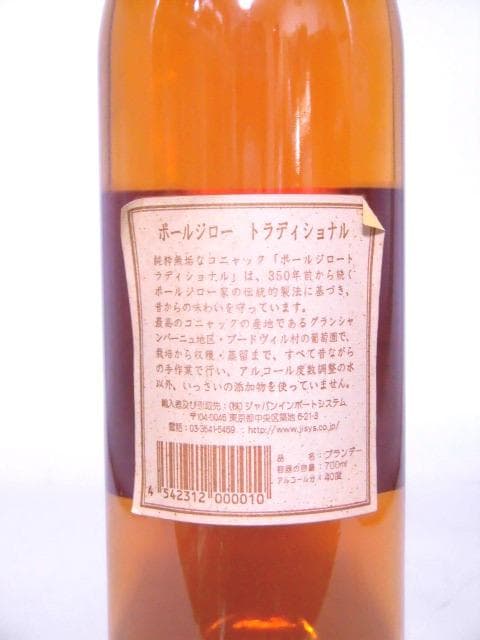 ポールジロー トラディショナル
純粋無垢なコニャック「ポールジロート
ラディショナル」は、350年前から続く
ポールジロー家の伝統的製法に基づき、
昔からの味わいを守っています。
最高のコニャックの産地であるグランシャ
ンパーニュ地区・ブードヴィル村の葡萄園で、
栽培から収穫・蒸留まで、すべて昔ながら
の手作業で行い、アルコール度数調整の水
以外、いっさいの添加物を使っていません。
輸入者及び引取先:(株)ジャパンインポートシステム
〒104-0045 東京都中央区築地 6-21-3
電話:03-3541-5469 http://www.jisys.co.jp/
品名:ブランデー
容器の容量:700ml
アルコール分:40度
4 542312 000010